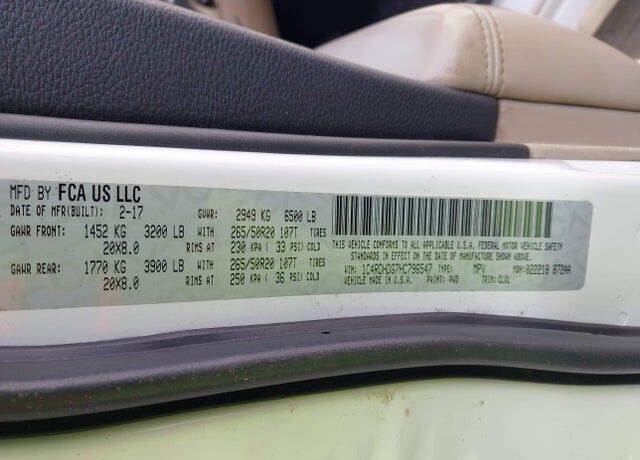 MFD BY FCA US LLC
DATE OF MFR(BUILT): 2-17 GVWR: 2949 KG 6500 LB
GAWR FRONT: 1452 KG 3200 LB 265/50R20 107T TIRES
20X8.0 RIMS AT 230 KPA ( 33 PSI) COLD
GAWR REAR: 1770 KG 3900 LB 265/50R20 107T TIRES
20X8.0 RIMS AT 250 KPA ( 36 PSI) COLD
THIS VEHICLE CONFORMS TO ALL APPLICABLE U.S.A. FEDERAL MOTOR VEHICLE SAFETY
STANDARDS IN EFFECT ON THE DATE OF MANUFACTURE SHOWN ABOVE.
VIN: 1C4RDHDG7HC796547 TYPE: MPV MDH: 022218 872AA
MADE IN U.S.A. PAINT: PWD TRIM: CLXL